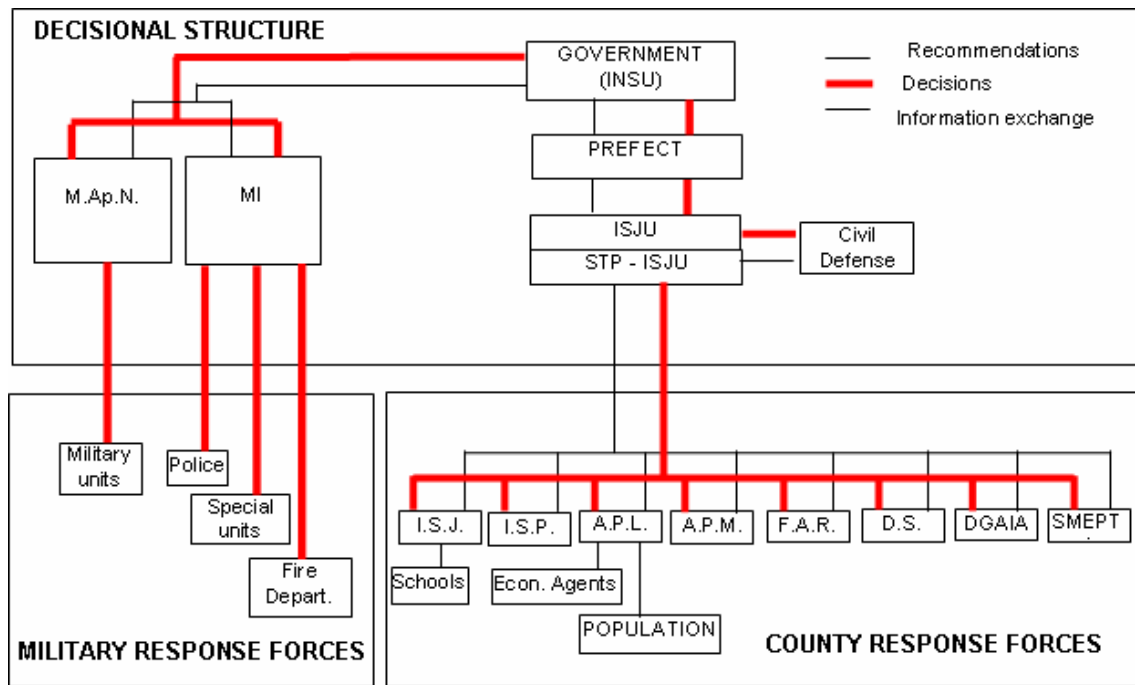 DECISIONAL STRUCTURE
GOVERNMENT
(INSU)
Recommendations
Decisions
Information exchange
PREFECT
M.Ap.N.
MI
ISJU
STP - ISJU
Civil
Defense
Military
units
Police
Special
units
Fire
Depart.
MILITARY RESPONSE FORCES
I.S.J.
I.S.P.
A.P.L.
A.P.M.
F.A.R.
D.S.
DGAIA
SMEPT
.
Schools
Econ. Agents
POPULATION
COUNTY RESPONSE FORCES